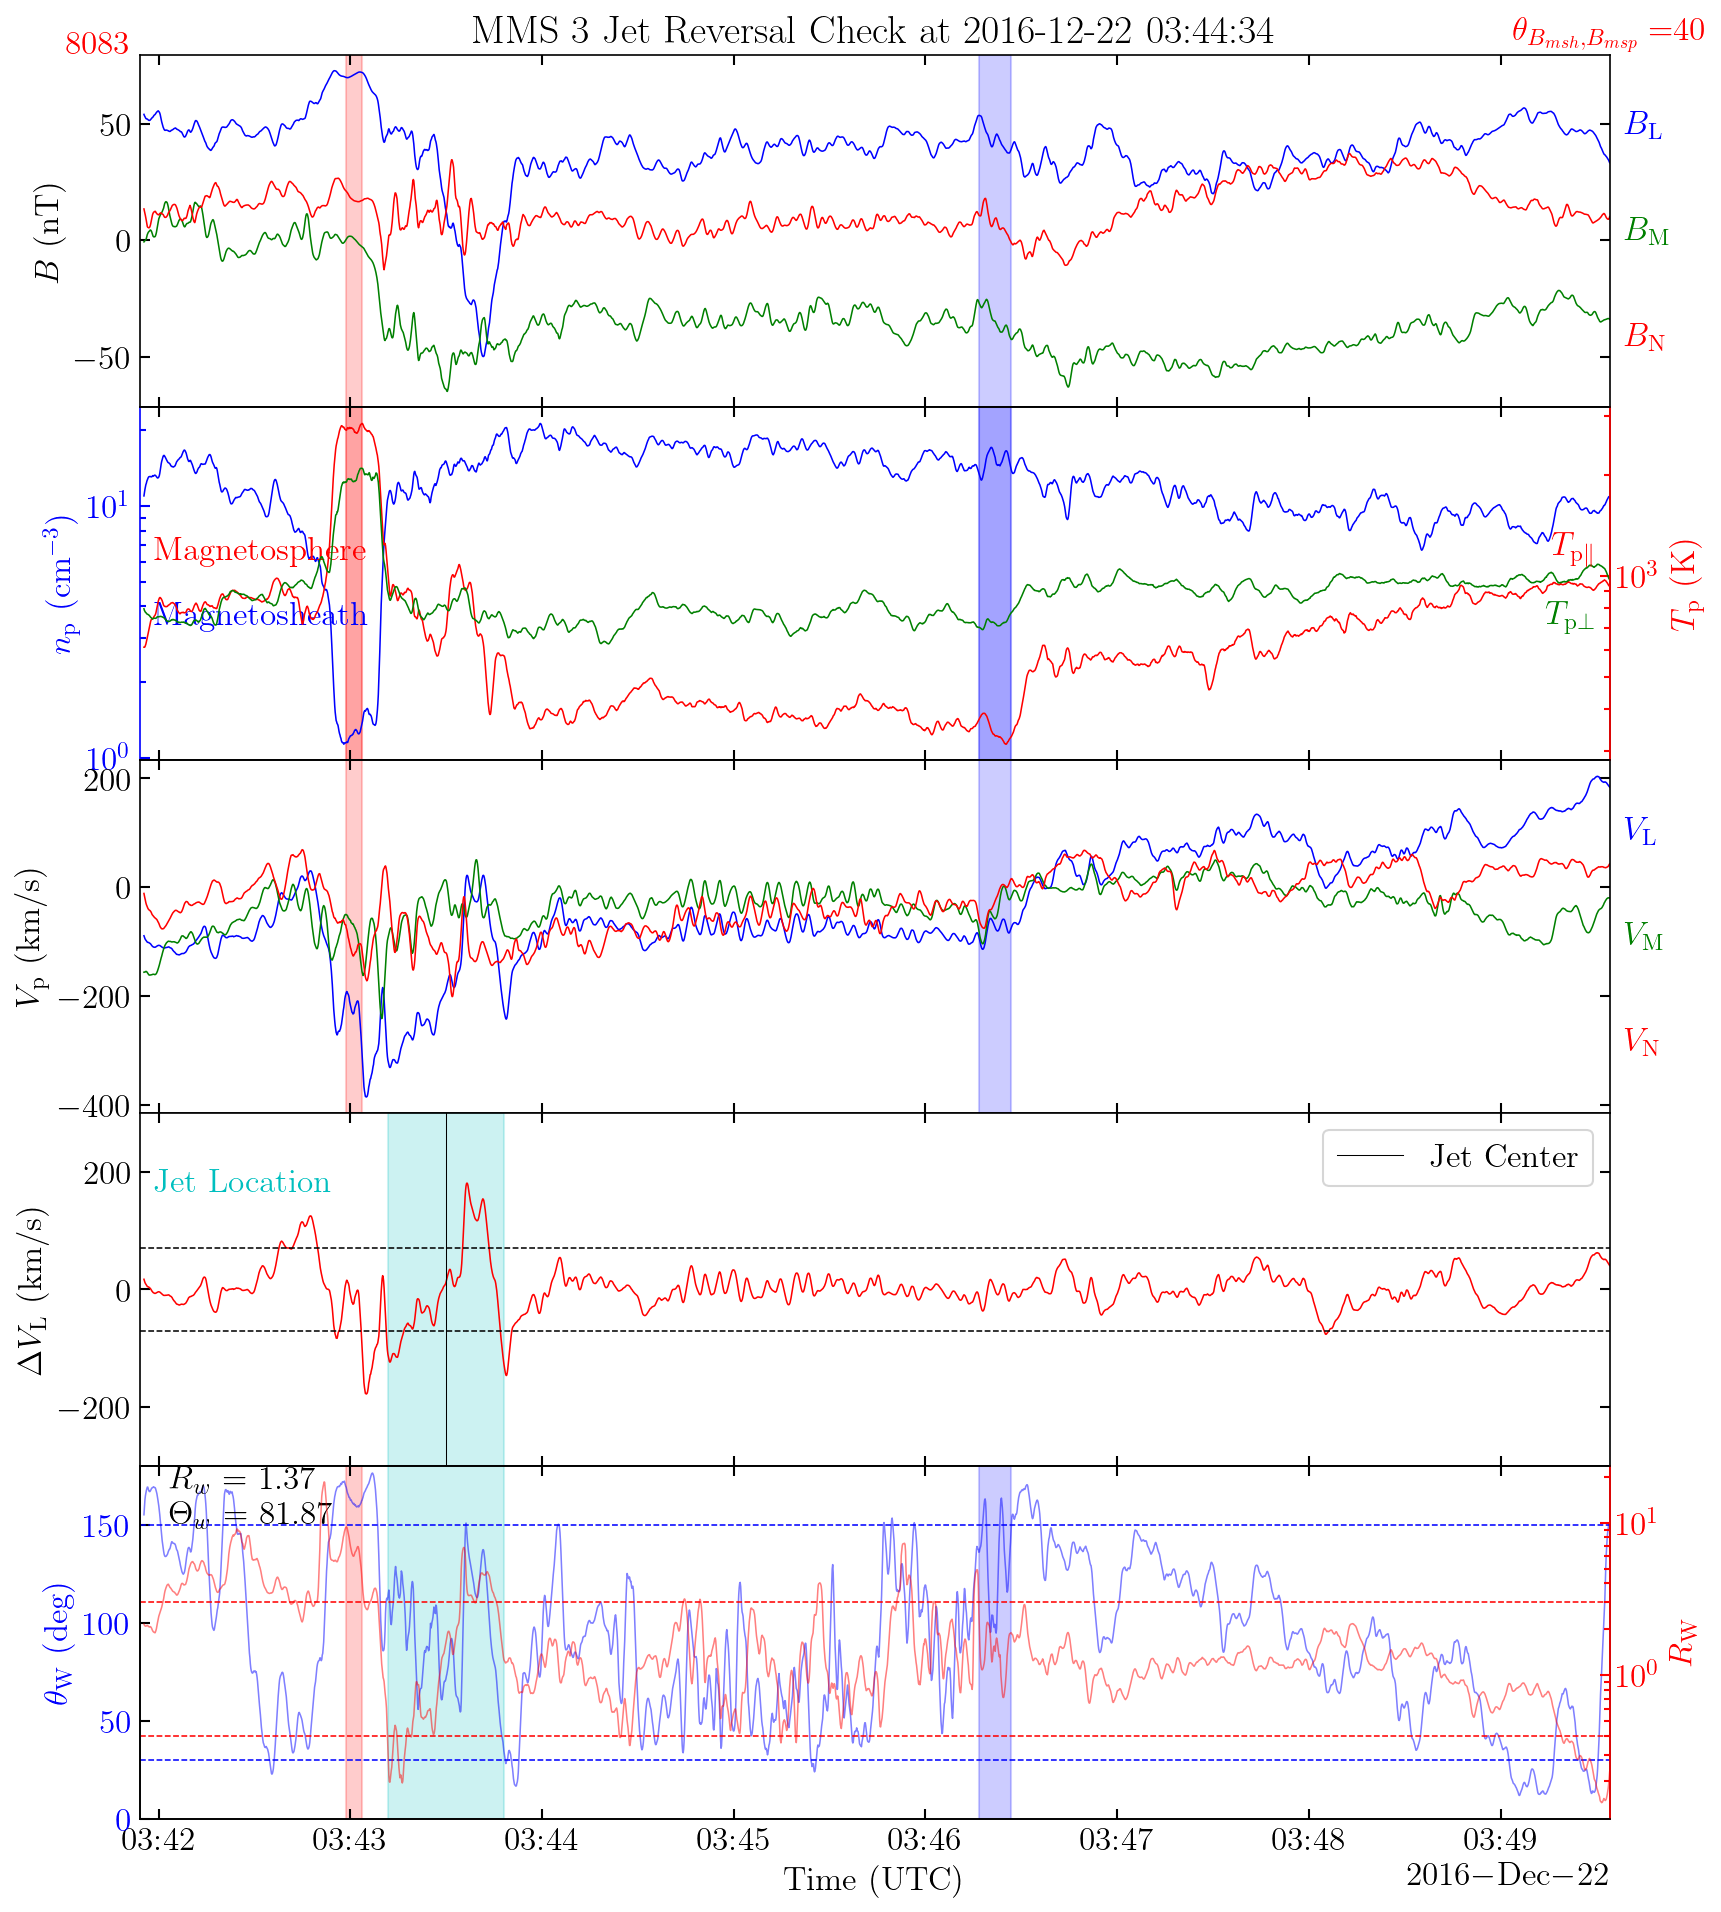 8083
MMS 3 Jet Reversal Check at 2016-12-22 03:44:34
θ_{B_{msh},B_{msp}} =40
B (nT)
50
0
−50
B_L
B_M
B_N
n_p (cm^{−3})
10^1
10^0
Magnetosphere
Magnetosheath
T_{p∥}
T_{p⊥}
10^3
T_p (K)
V_p (km/s)
200
0
−200
−400
V_L
V_M
V_N
ΔV_L (km/s)
200
0
−200
Jet Location
Jet Center
R_w = 1.37
Θ_w = 81.87
θ_W (deg)
150
100
50
0
10^1
10^0
R_W
03:42 03:43 03:44 03:45 03:46 03:47 03:48 03:49
Time (UTC)
2016−Dec−22